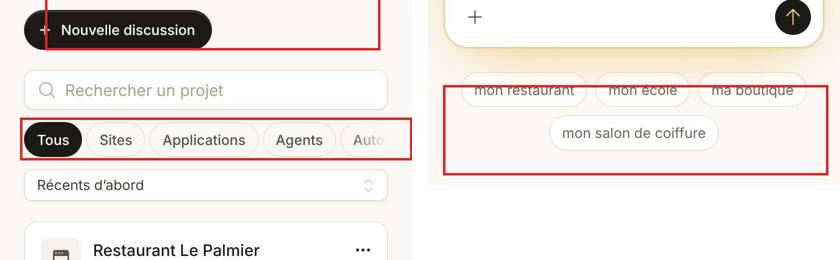 + Nouvelle discussion
Rechercher un projet
Tous Sites Applications Agents Auto
Récents d’abord
Restaurant Le Palmier
mon restaurant mon école ma boutique
mon salon de coiffure